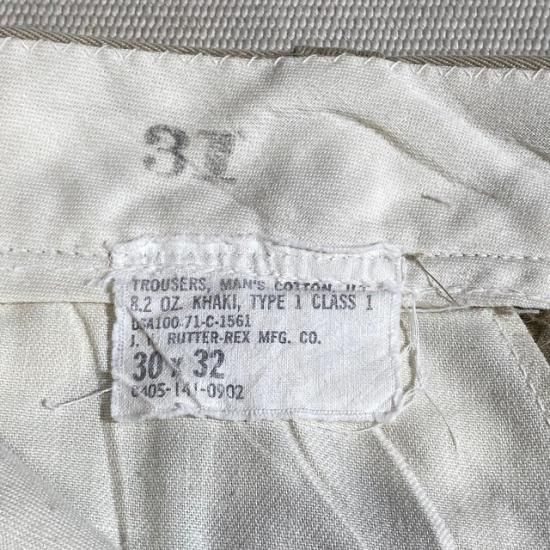 31
TROUSERS, MAN'S COTTON,
8.2 OZ. KHAKI, TYPE 1 CLASS 1
DSA100-71-C-1561
J. RUTTER-REX MFG. CO.
30 x 32
8405-141-0902